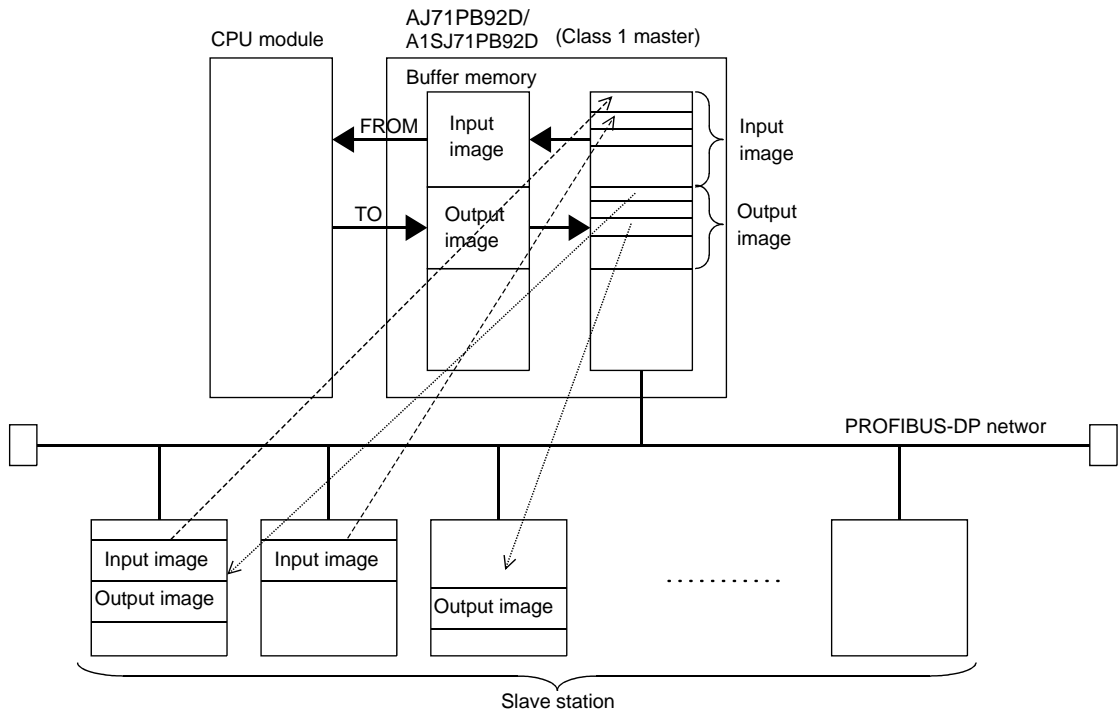 AJ71PB92D/
CPU module
A1SJ71PB92D
(Class 1 master)
Buffer memory
FROM
Input
image
Input
image
TO
Output
image
Output
image
PROFIBUS-DP networ
Input image
Input image
Output image
Output image
Slave station